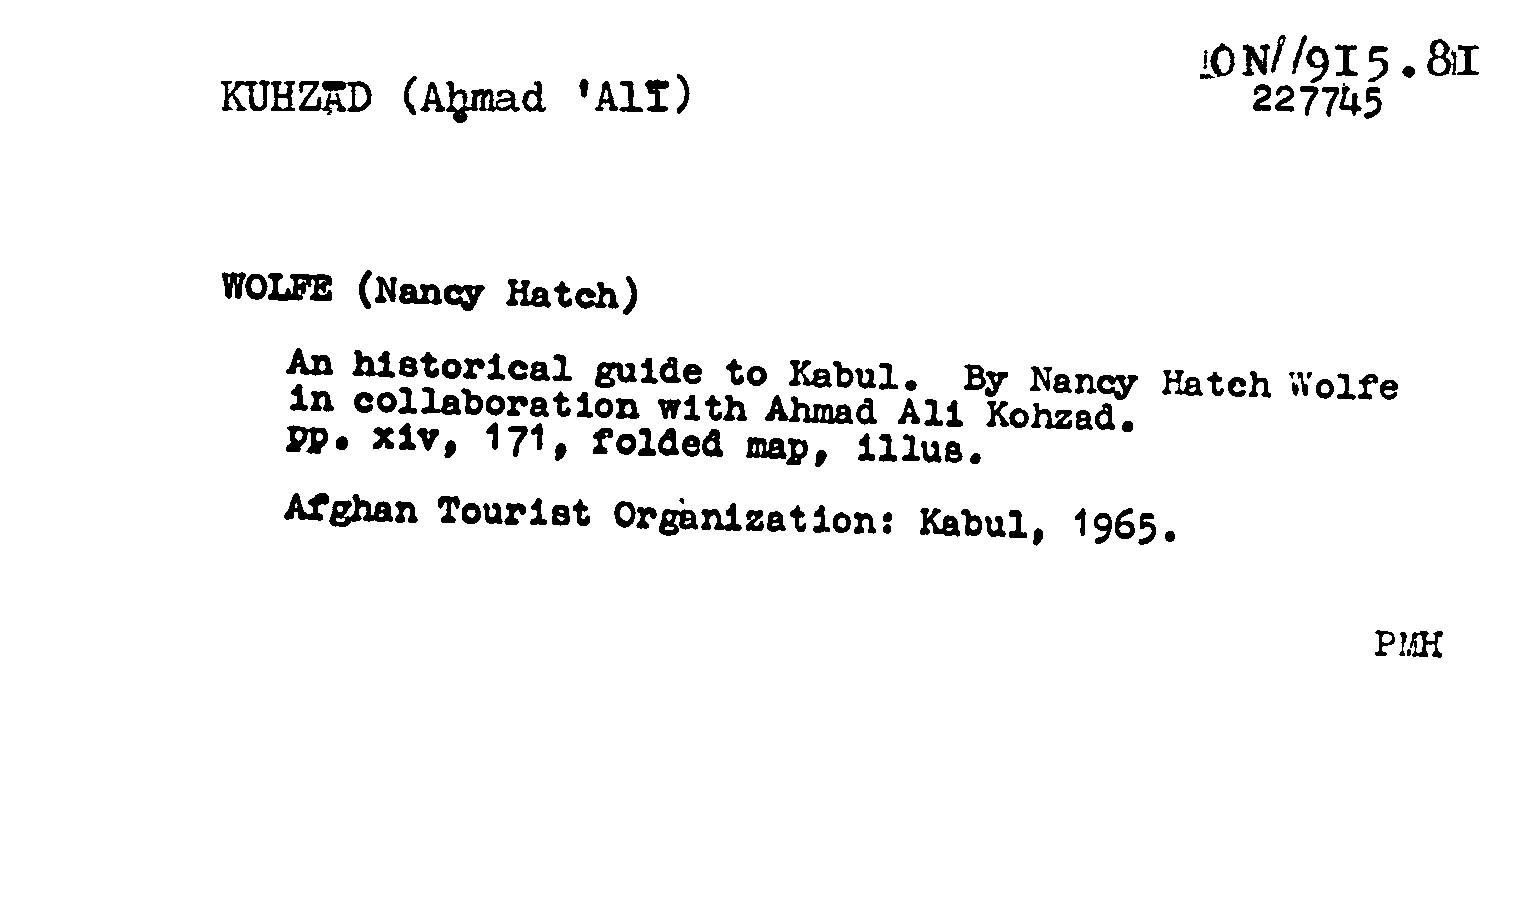 ON//915.81
KUHZĀD (Aḥmad 'Alī)
227745
WOLFE (Nancy Hatch)
An historical guide to Kabul. By Nancy Hatch Wolfe
in collaboration with Ahmad Ali Kohzad.
pp. xiv, 171, folded map, illus.
Afghan Tourist Organization: Kabul, 1965.
PMH